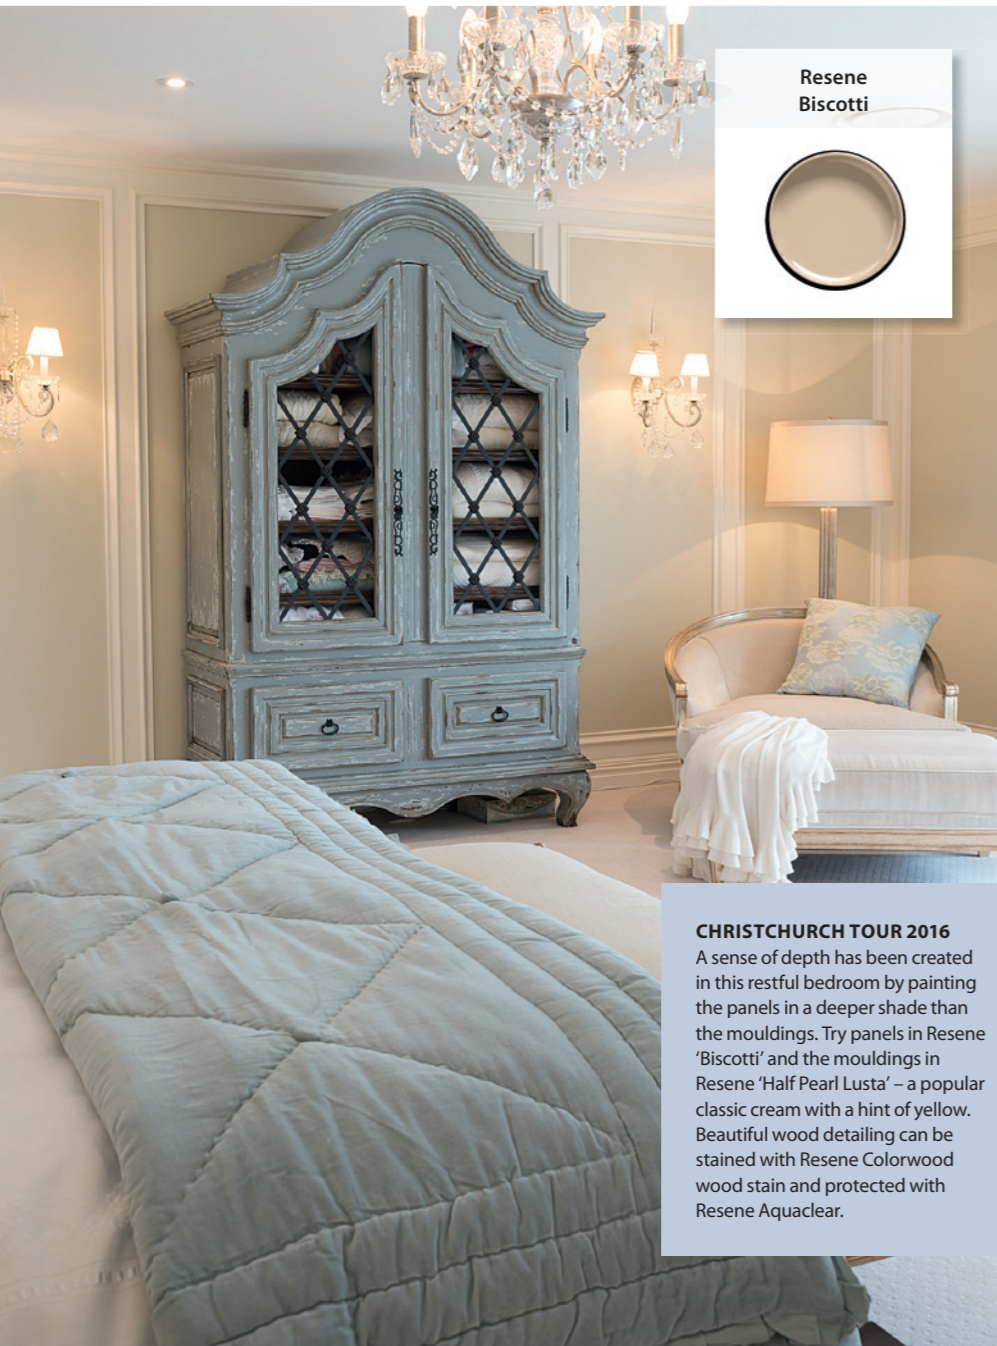 Resene
Biscotti
CHRISTCHURCH TOUR 2016
A sense of depth has been created
in this restful bedroom by painting
the panels in a deeper shade than
the mouldings. Try panels in Resene
‘Biscotti’ and the mouldings in
Resene ‘Half Pearl Lusta’ – a popular
classic cream with a hint of yellow.
Beautiful wood detailing can be
stained with Resene Colorwood
wood stain and protected with
Resene Aquaclear.